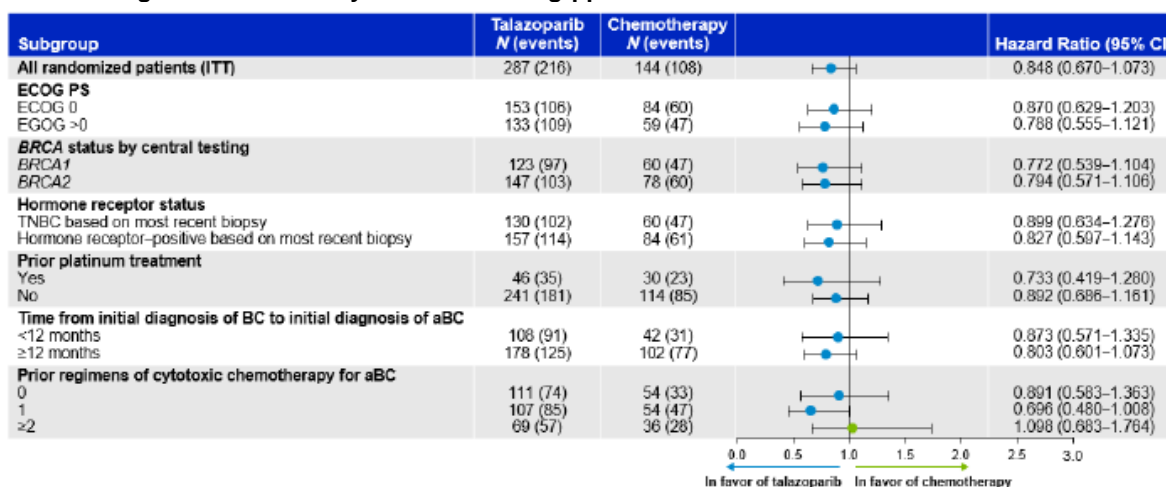 Subgroup Talazoparib N (events) Chemotherapy N (events) Hazard Ratio (95% CI
All randomized patients (ITT) 287 (216) 144 (108) 0.848 (0.670–1.073)
ECOG PS
ECOG 0 153 (106) 84 (60) 0.870 (0.629–1.203)
EGOG >0 133 (109) 59 (47) 0.788 (0.555–1.121)
BRCA status by central testing
BRCA1 123 (97) 60 (47) 0.772 (0.539–1.104)
BRCA2 147 (103) 78 (60) 0.794 (0.571–1.106)
Hormone receptor status
TNBC based on most recent biopsy 130 (102) 60 (47) 0.899 (0.634–1.276)
Hormone receptor–positive based on most recent biopsy 157 (114) 84 (61) 0.827 (0.597–1.143)
Prior platinum treatment
Yes 46 (35) 30 (23) 0.733 (0.419–1.280)
No 241 (181) 114 (85) 0.892 (0.686–1.161)
Time from initial diagnosis of BC to initial diagnosis of aBC
<12 months 108 (91) 42 (31) 0.873 (0.571–1.335)
≥12 months 178 (125) 102 (77) 0.803 (0.601–1.073)
Prior regimens of cytotoxic chemotherapy for aBC
0 111 (74) 54 (33) 0.891 (0.583–1.363)
1 107 (85) 54 (47) 0.696 (0.480–1.008)
≥2 69 (57) 36 (28) 1.098 (0.683–1.764)
0.0 0.5 1.0 1.5 2.0 2.5 3.0
In favor of talazoparib In favor of chemotherapy